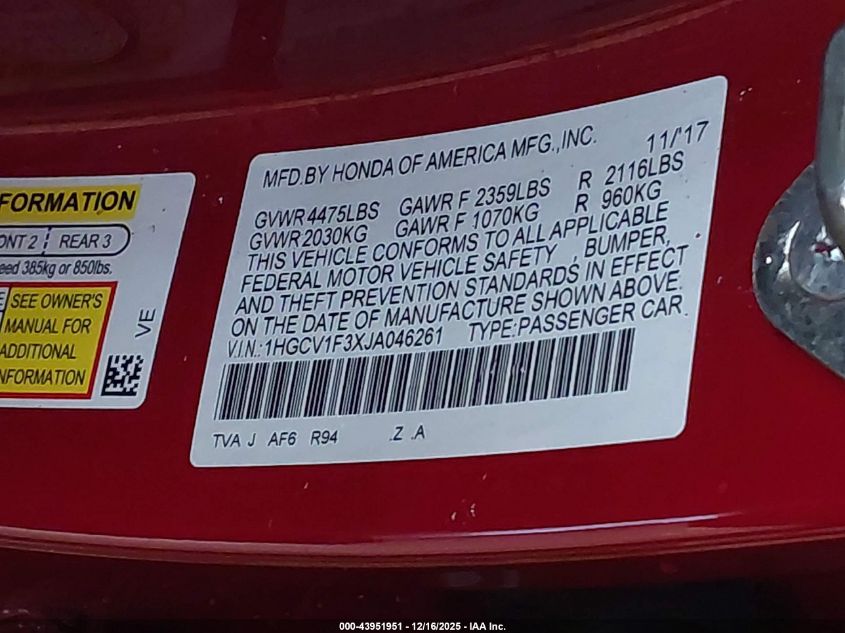 FORMATION
ONT 2 REAR 3
eed 385kg or 850lbs.
SEE OWNER'S
MANUAL FOR
ADDITIONAL
INFORMATION
VE
MFD.BY HONDA OF AMERICA MFG.,INC. 11/'17
GVWR 4475LBS GAWR F 2359LBS R 2116LBS
GVWR 2030KG GAWR F 1070KG R 960KG
THIS VEHICLE CONFORMS TO ALL APPLICABLE
FEDERAL MOTOR VEHICLE SAFETY , BUMPER,
AND THEFT PREVENTION STANDARDS IN EFFECT
ON THE DATE OF MANUFACTURE SHOWN ABOVE.
V.I.N.:1HGCV1F3XJA046261 TYPE:PASSENGER CAR
TVA J AF6 R94 .Z .A
000-43951951 - 12/16/2025 - IAA Inc.